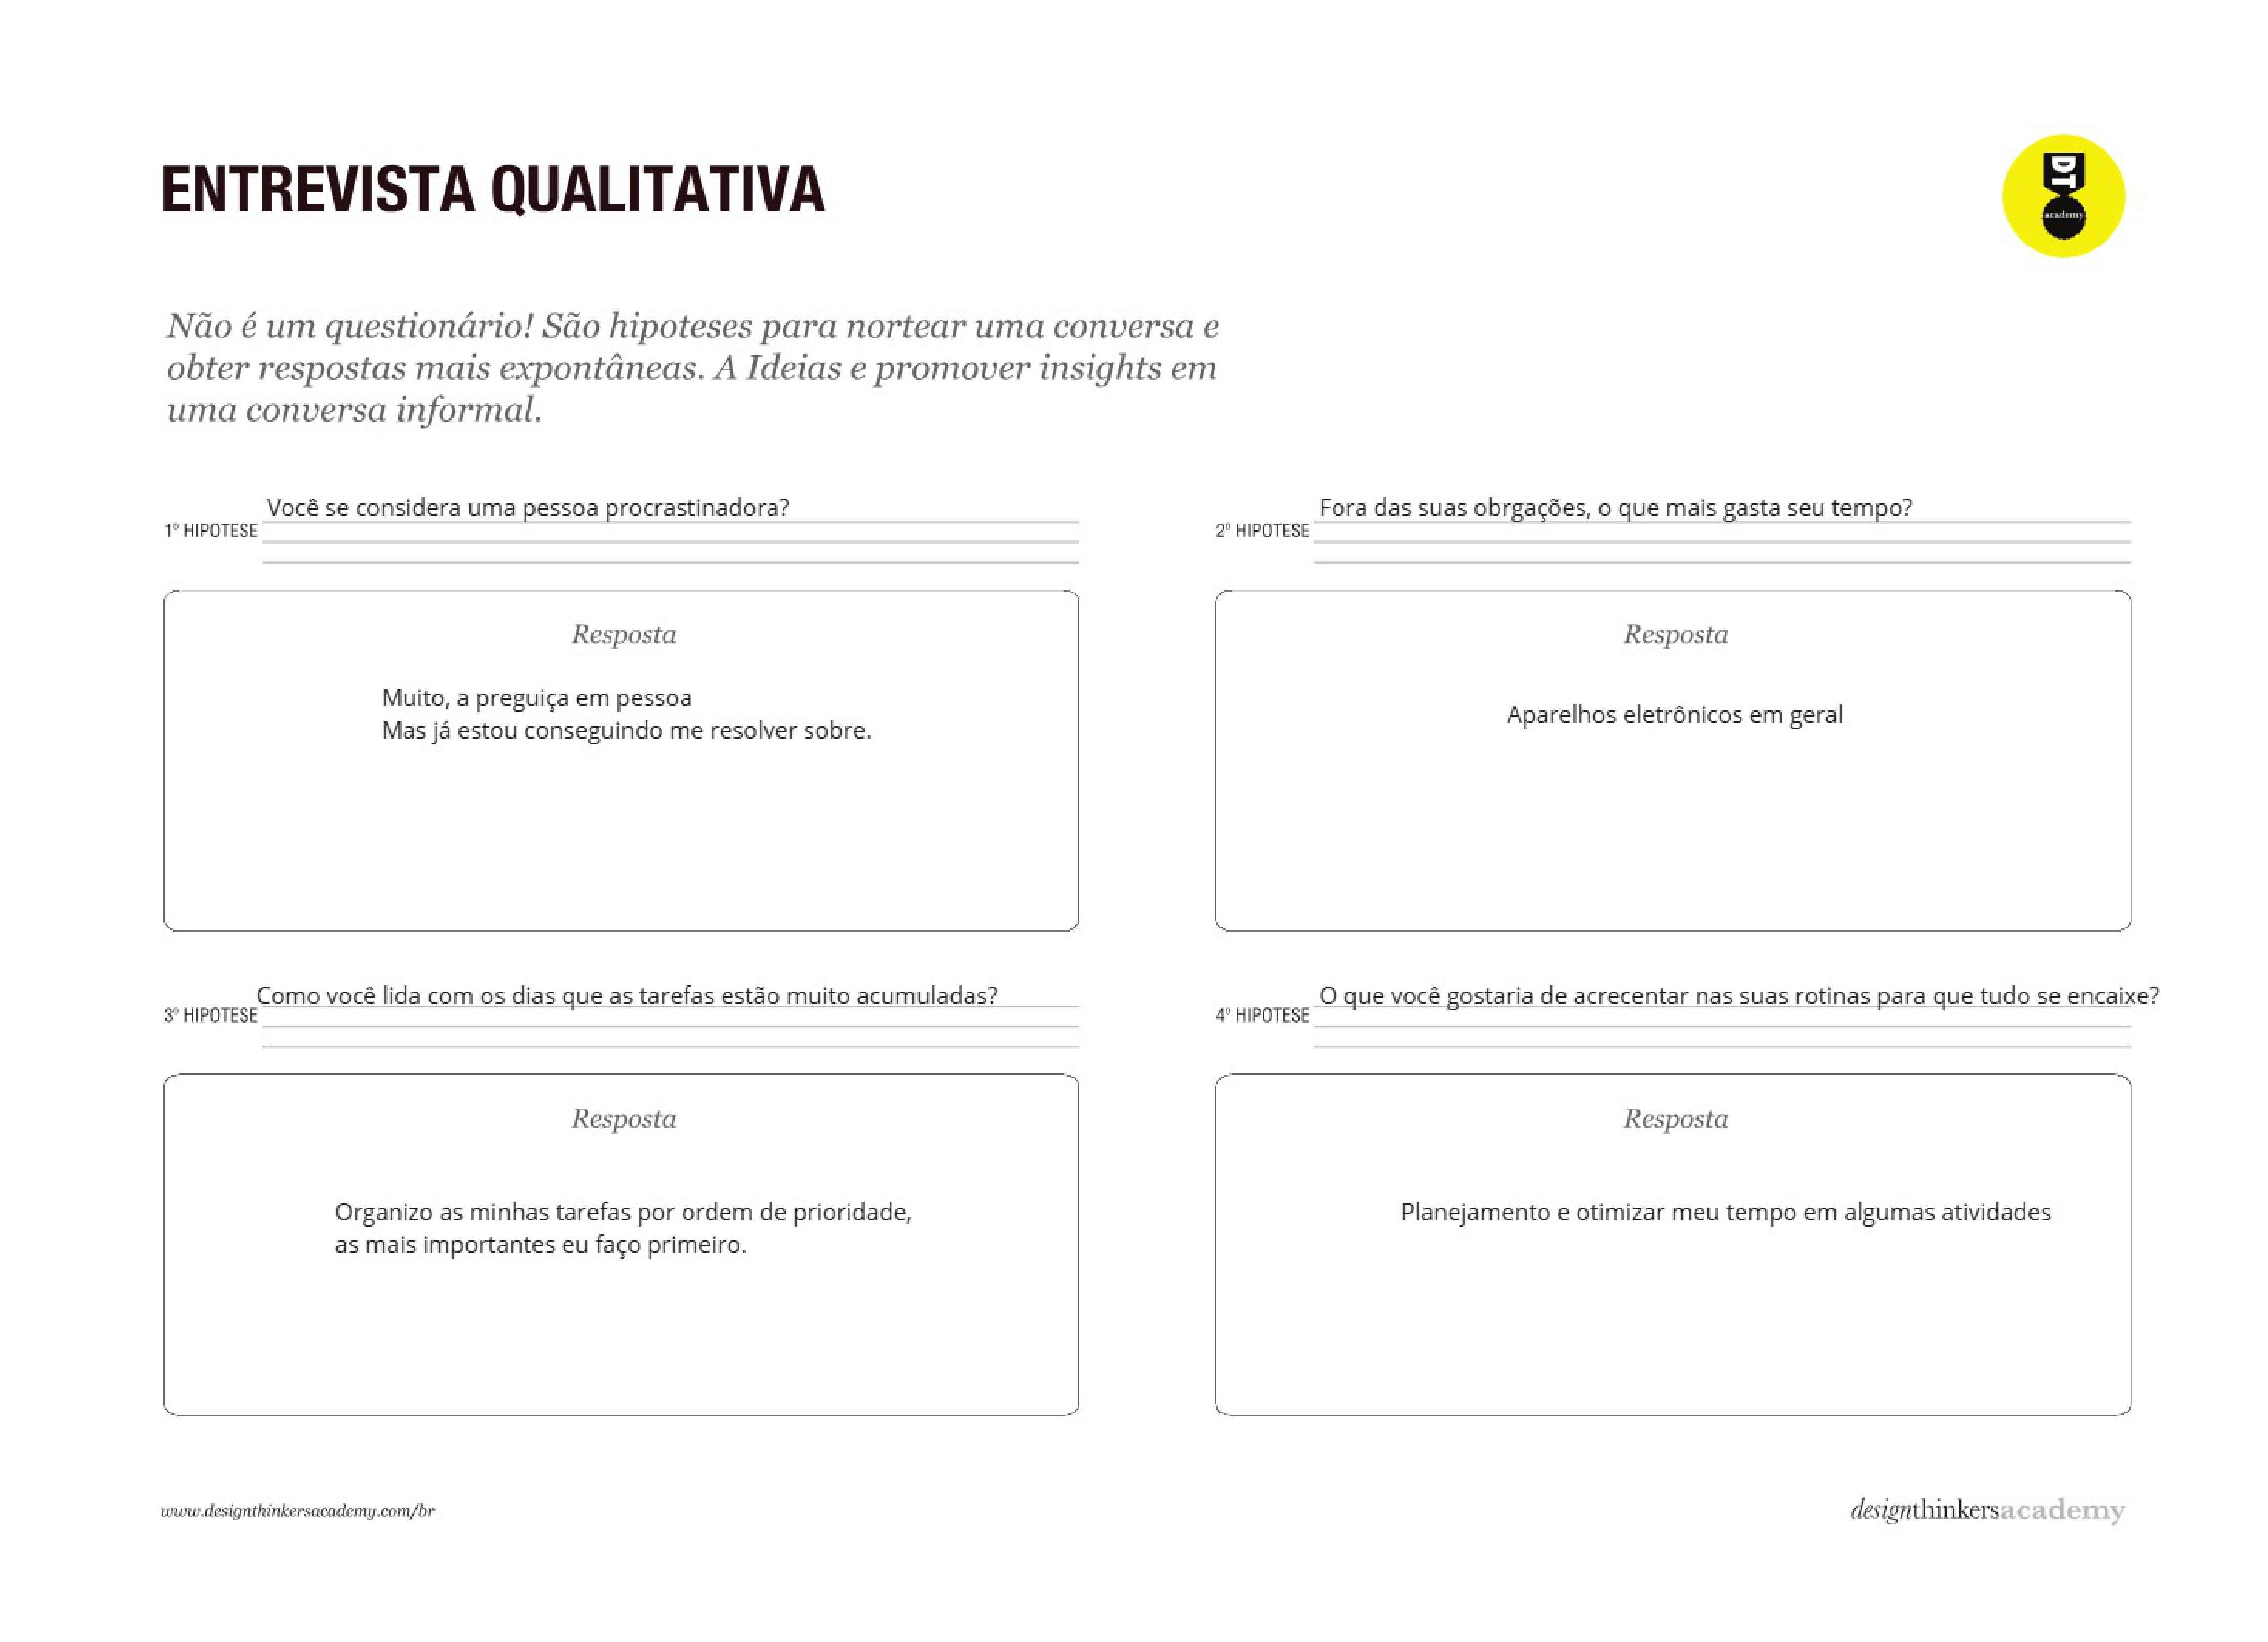 ENTREVISTA QUALITATIVA
DT
academy
Não é um questionário! São hipoteses para nortear uma conversa e
obter respostas mais expontâneas. A Ideias e promover insights em
uma conversa informal.
1º HIPOTESE
Você se considera uma pessoa procrastinadora?
Resposta
Muito, a preguiça em pessoa
Mas já estou conseguindo me resolver sobre.
2º HIPOTESE
Fora das suas obrgações, o que mais gasta seu tempo?
Resposta
Aparelhos eletrônicos em geral
3º HIPOTESE
Como você lida com os dias que as tarefas estão muito acumuladas?
Resposta
Organizo as minhas tarefas por ordem de prioridade,
as mais importantes eu faço primeiro.
4º HIPOTESE
O que você gostaria de acrecentar nas suas rotinas para que tudo se encaixe?
Resposta
Planejamento e otimizar meu tempo em algumas atividades
www.designthinkersacademy.com/br
designthinkersacademy